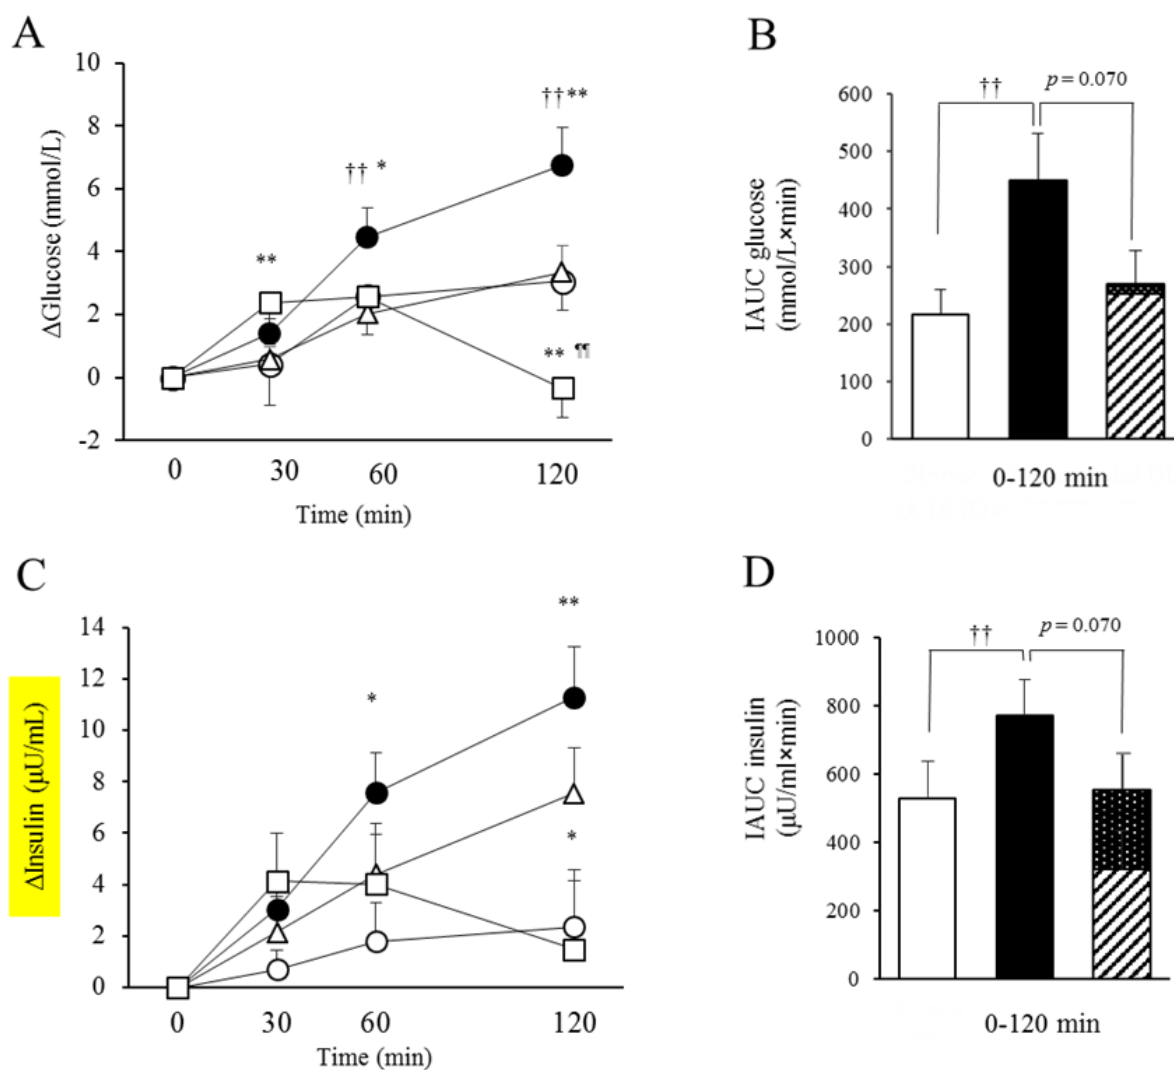 A
ΔGlucose (mmol/L)
10
8
6
4
2
0
-2
**
†† *
††**
** ¶¶
0 30 60 120
Time (min)
B
IAUC glucose
(mmol/L×min)
600
500
400
300
200
100
0
††
p = 0.070
0-120 min
C
ΔInsulin (μU/mL)
14
12
10
8
6
4
2
0
*
**
*
0 30 60 120
Time (min)
D
IAUC insulin
(μU/ml×min)
1000
800
600
400
200
0
††
p = 0.070
0-120 min